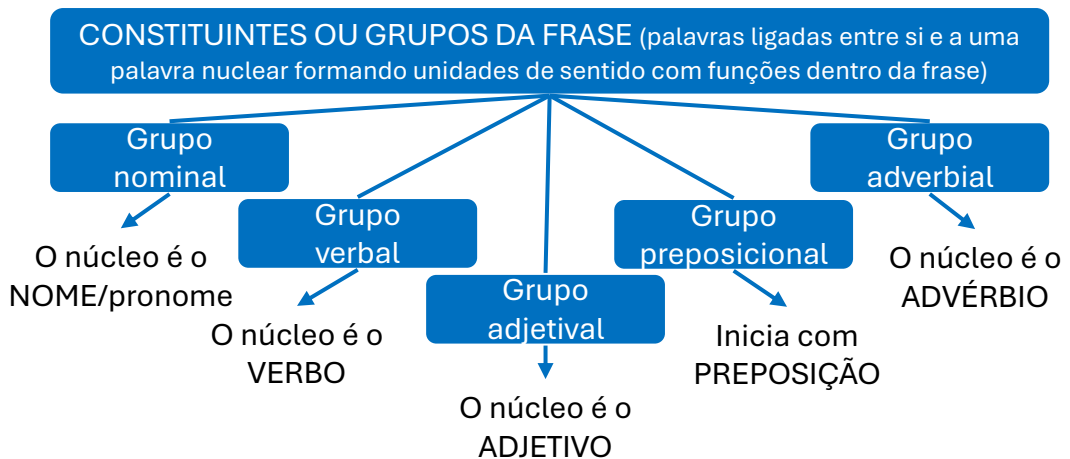 CONSTITUINTES OU GRUPOS DA FRASE (palavras ligadas entre si e a uma
palavra nuclear formando unidades de sentido com funções dentro da frase)
Grupo
nominal
O núcleo é o
NOME/pronome
Grupo
verbal
O núcleo é o
VERBO
Grupo
adjetival
O núcleo é o
ADJETIVO
Grupo
preposicional
Inicia com
PREPOSIÇÃO
Grupo
adverbial
O núcleo é o
ADVÉRBIO